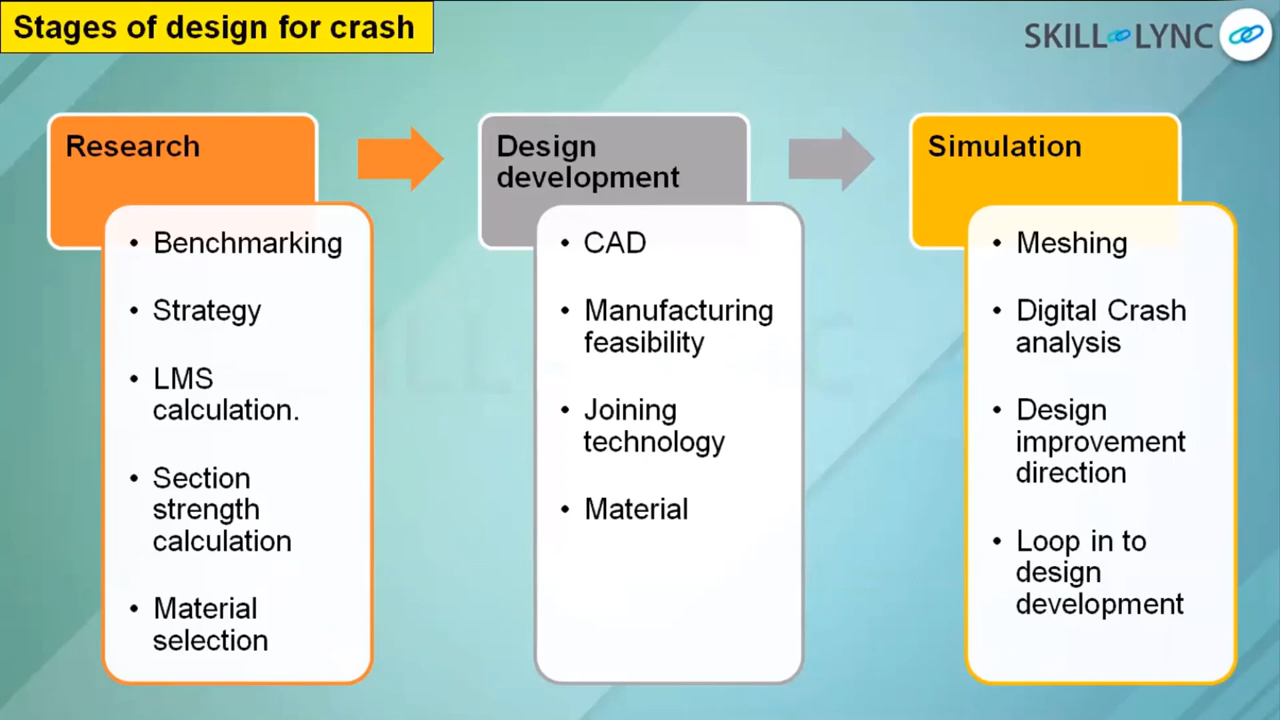 Stages of design for crash
SKILL LYNC
Research
• Benchmarking
• Strategy
• LMS
calculation.
• Section
strength
calculation
• Material
selection
Design
development
• CAD
• Manufacturing
feasibility
• Joining
technology
• Material
Simulation
• Meshing
• Digital Crash
analysis
• Design
improvement
direction
• Loop in to
design
development